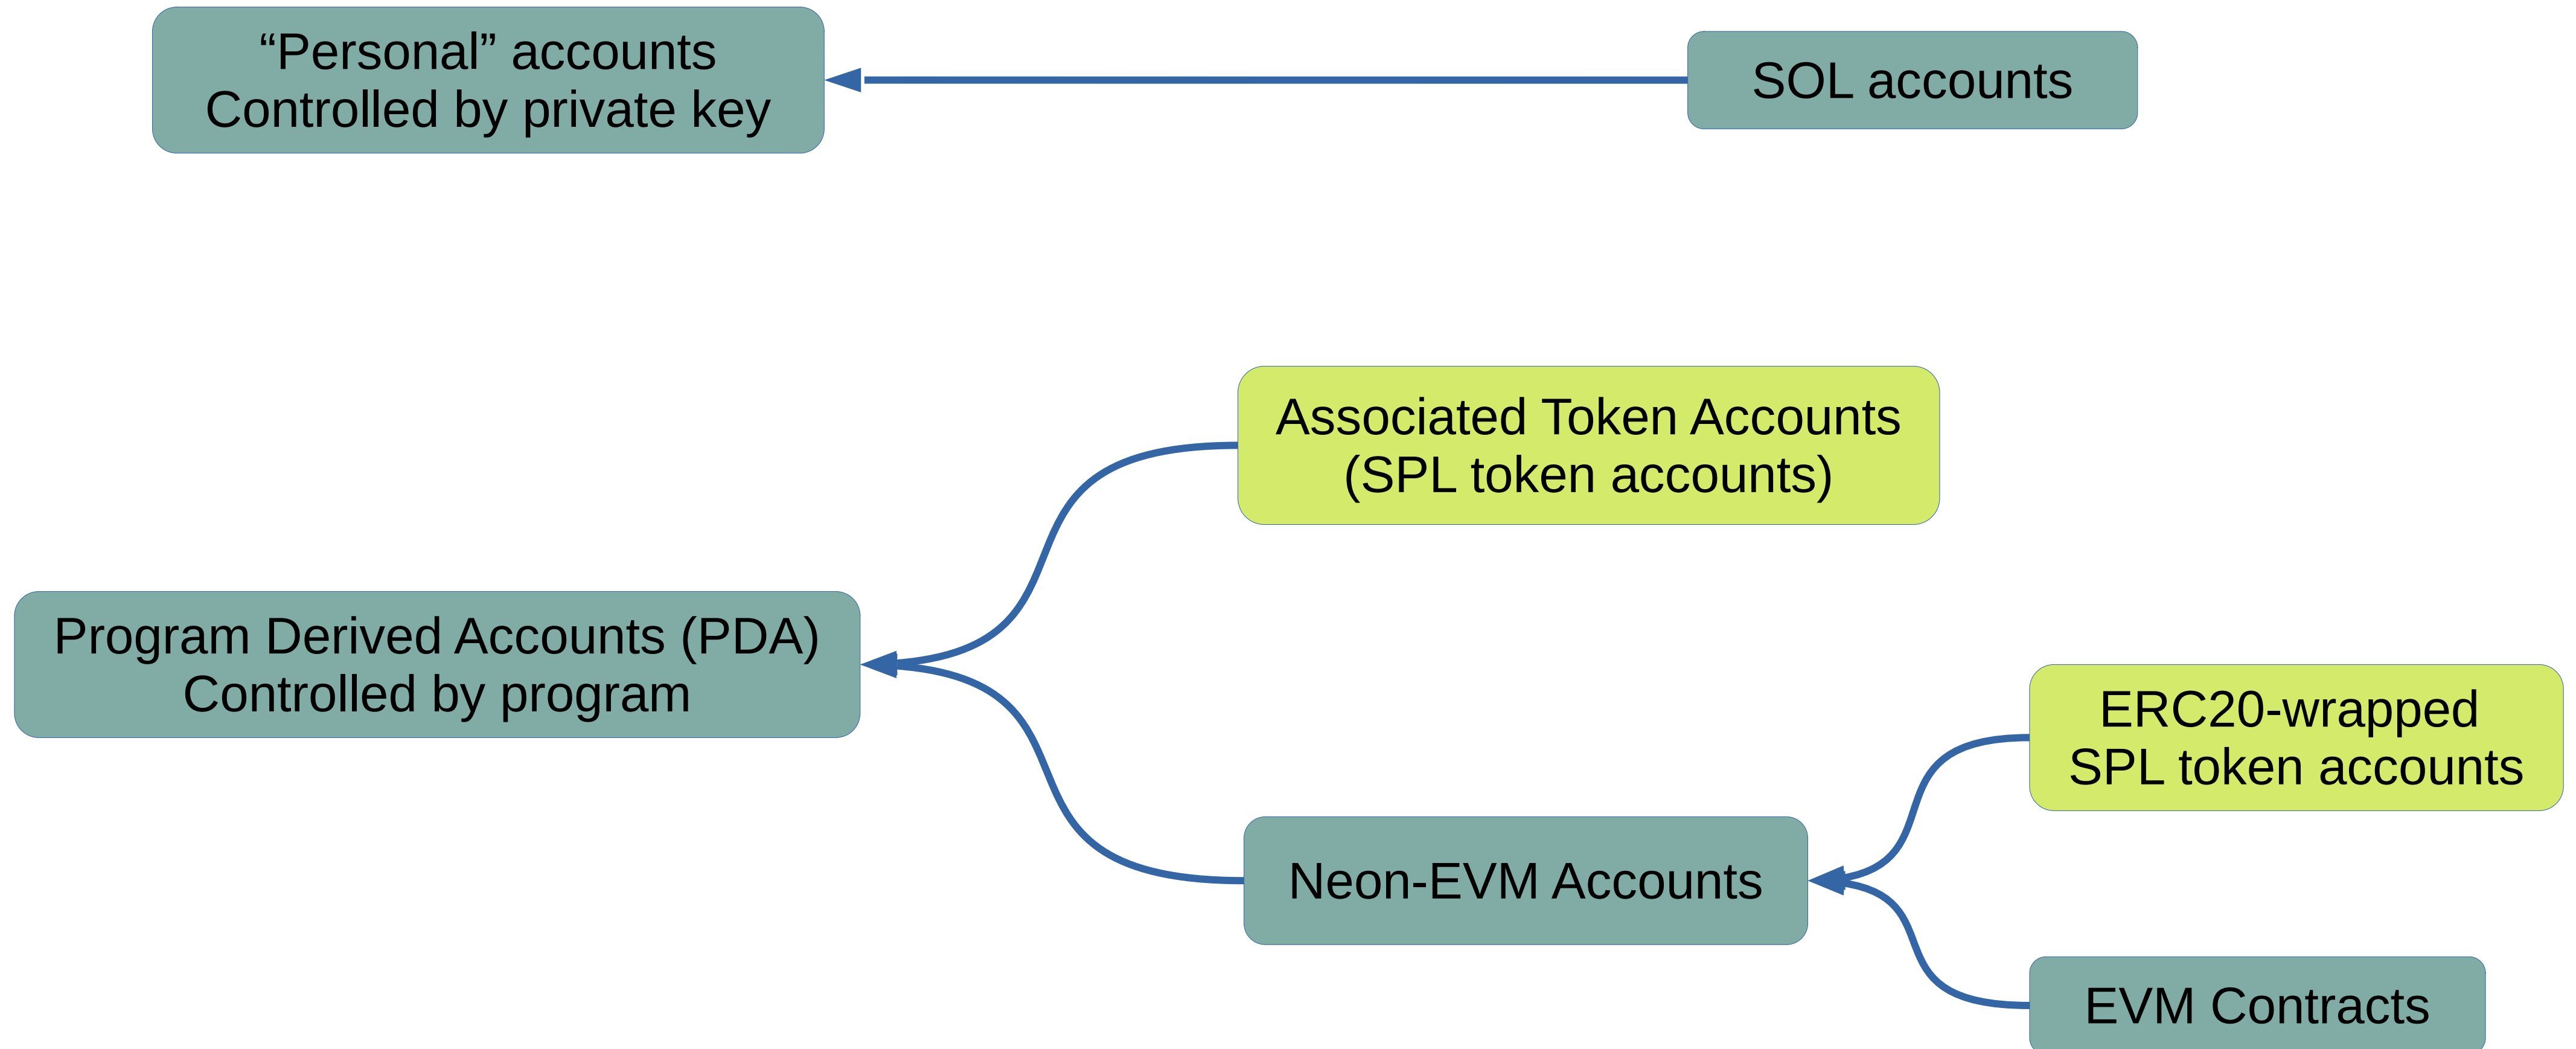 “Personal” accounts
Controlled by private key
SOL accounts
Associated Token Accounts
(SPL token accounts)
Program Derived Accounts (PDA)
Controlled by program
ERC20-wrapped
SPL token accounts
Neon-EVM Accounts
EVM Contracts